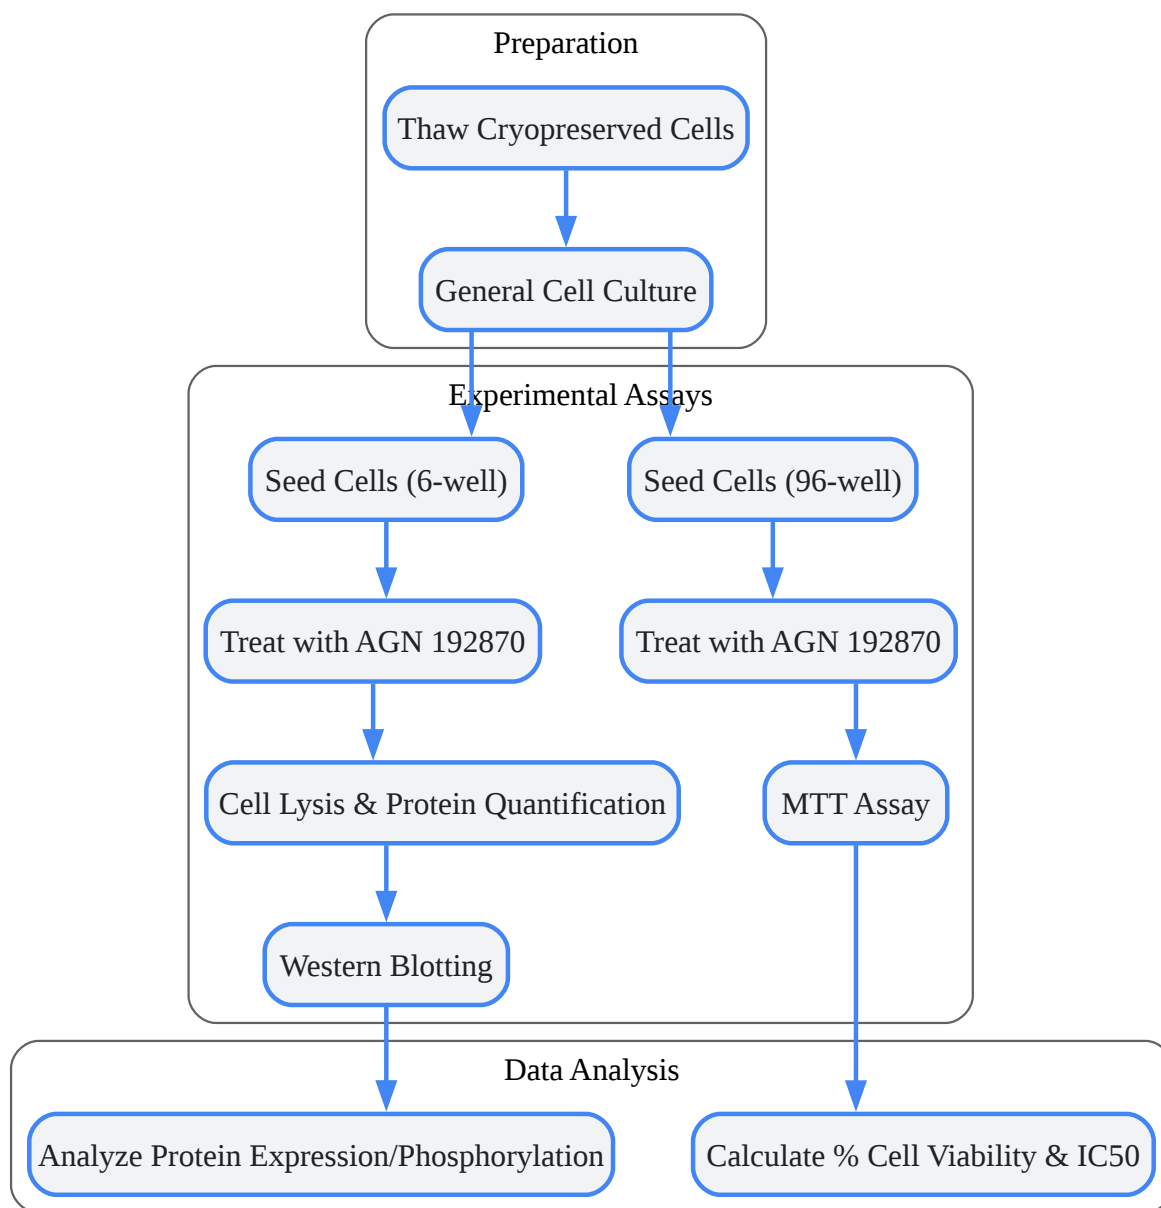 Preparation
Thaw Cryopreserved Cells
General Cell Culture
Experimental Assays
Seed Cells (6-well)
Seed Cells (96-well)
Treat with AGN 192870
Treat with AGN 192870
Cell Lysis & Protein Quantification
MTT Assay
Western Blotting
Data Analysis
Analyze Protein Expression/Phosphorylation
Calculate % Cell Viability & IC50